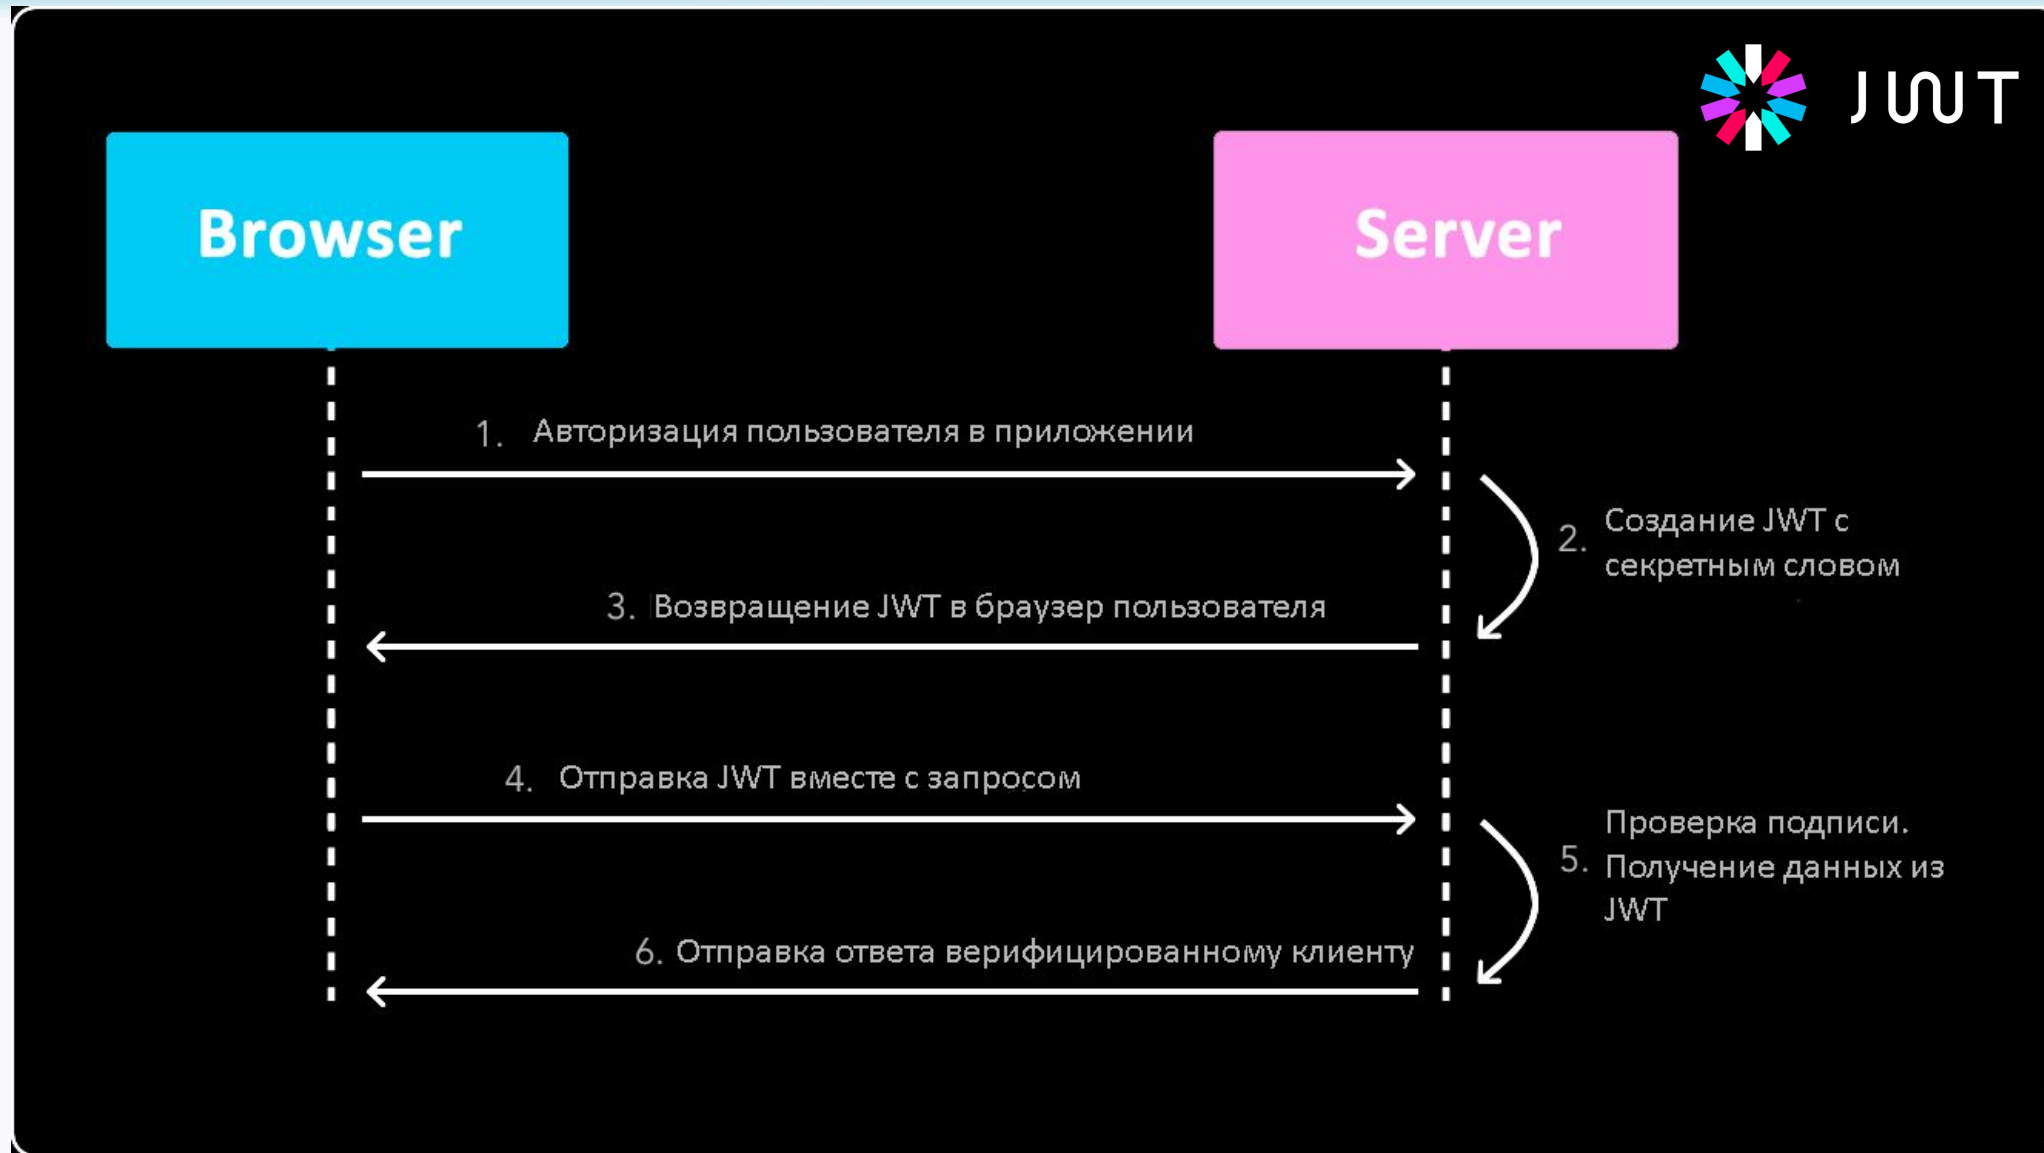 JWT
Browser
Server
1. Авторизация пользователя в приложении
2. Создание JWT с
секретным словом
3. Возвращение JWT в браузер пользователя
4. Отправка JWT вместе с запросом
Проверка подписи.
5. Получение данных из
JWT
6. Отправка ответа верифицированному клиенту